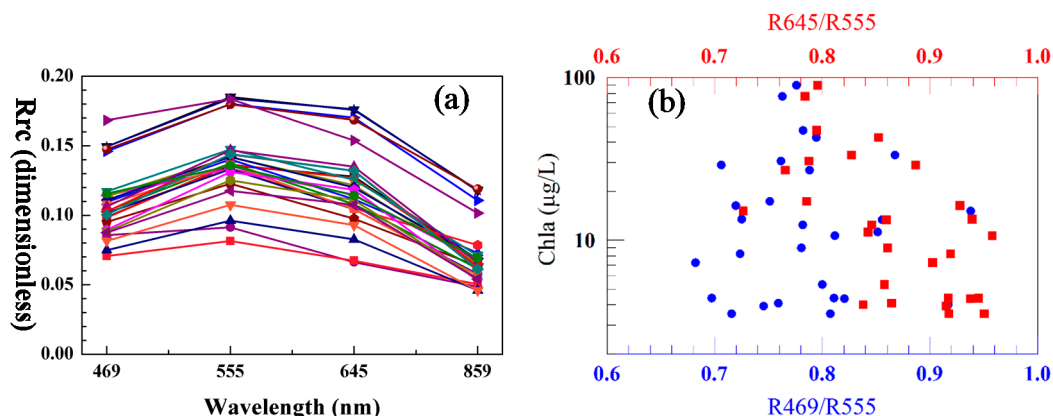 (a)
Rrc (dimensionless)
0.20
0.15
0.10
0.05
0.00
469 555 645 859
Wavelength (nm)
R645/R555
0.6 0.7 0.8 0.9 1.0
(b)
Chla (µg/L)
100
10
0.6 0.7 0.8 0.9 1.0
R469/R555